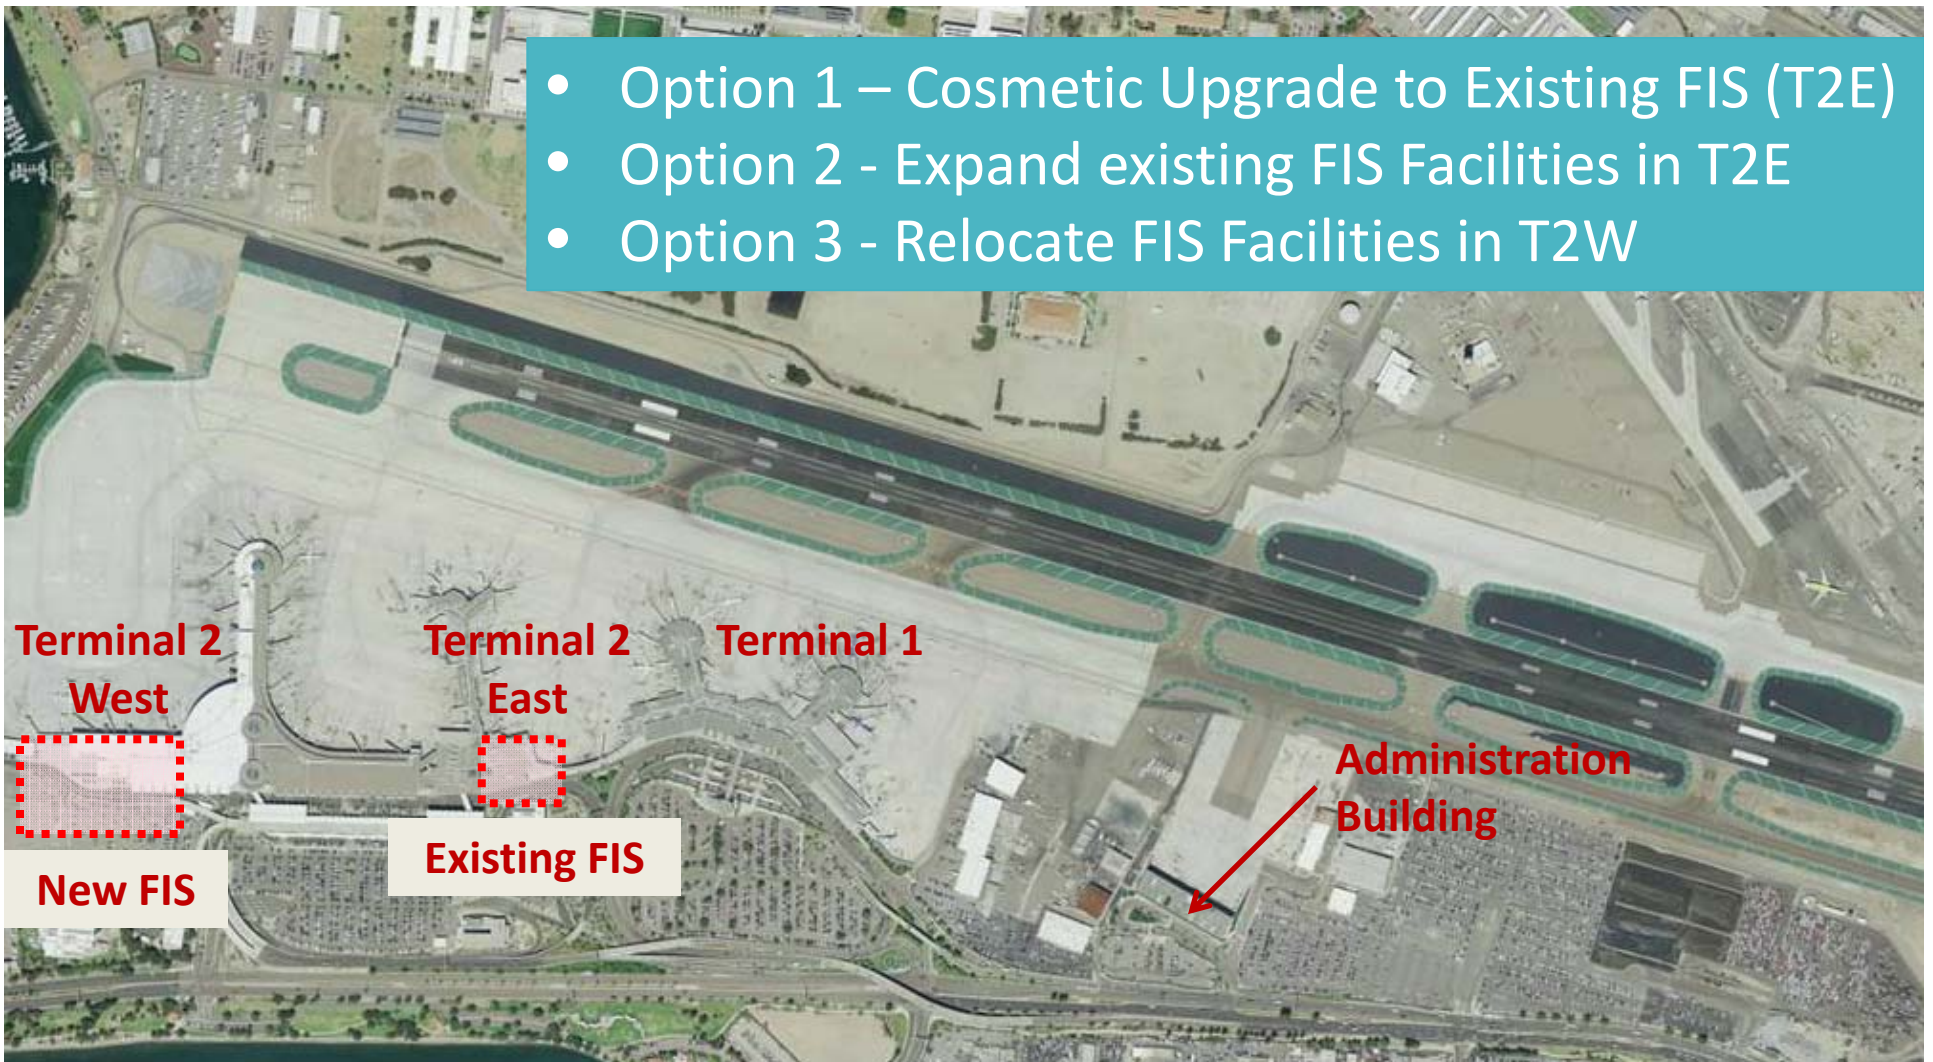 • Option 1 – Cosmetic Upgrade to Existing FIS (T2E)
• Option 2 - Expand existing FIS Facilities in T2E
• Option 3 - Relocate FIS Facilities in T2W
Terminal 2
West
Terminal 2
East
Terminal 1
Administration
Building
Existing FIS
New FIS